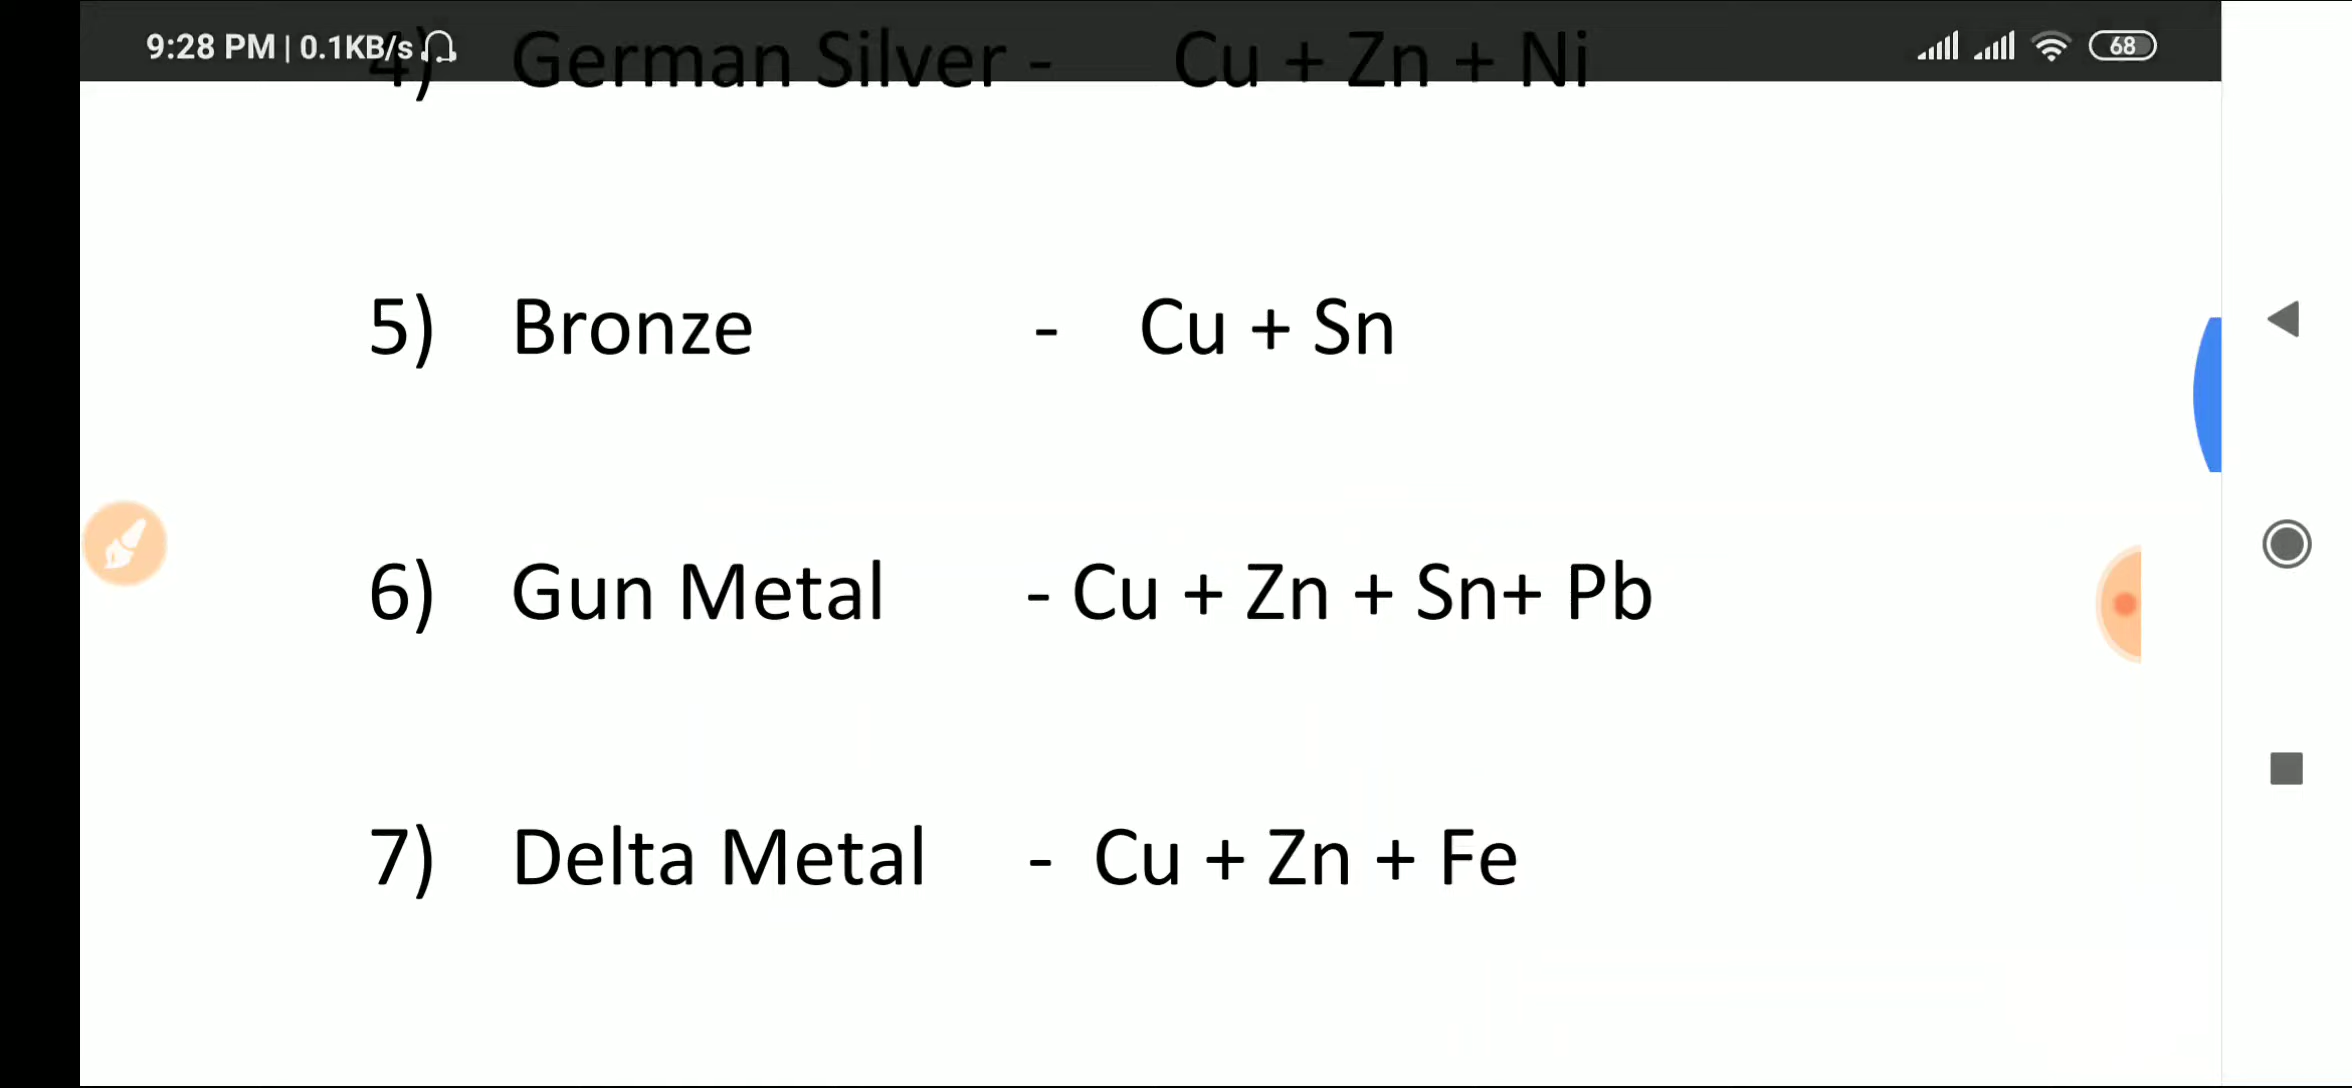 9:28 PM | 0.1KB/s 68
4) German Silver - Cu + Zn + Ni
5) Bronze - Cu + Sn
6) Gun Metal - Cu + Zn + Sn+ Pb
7) Delta Metal - Cu + Zn + Fe